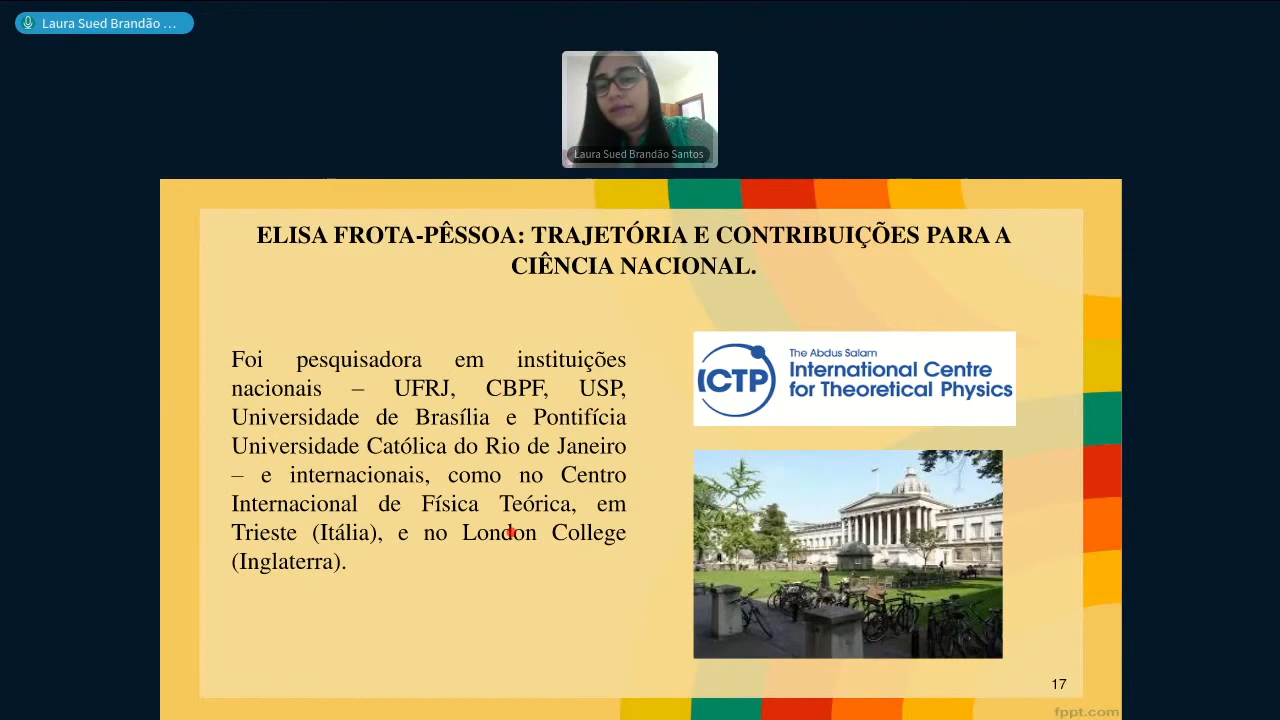 Laura Sued Brandão ...
Laura Sued Brandão Santos
ELISA FROTA-PÊSSOA: TRAJETÓRIA E CONTRIBUIÇÕES PARA A
CIÊNCIA NACIONAL.
Foi pesquisadora em instituições
nacionais – UFRJ, CBPF, USP,
Universidade de Brasília e Pontifícia
Universidade Católica do Rio de Janeiro
– e internacionais, como no Centro
Internacional de Física Teórica, em
Trieste (Itália), e no London College
(Inglaterra).
ICTP
The Abdus Salam
International Centre
for Theoretical Physics
17
fppt.com